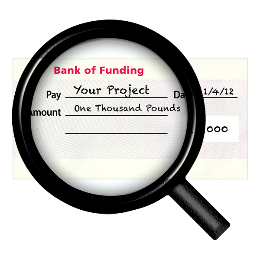 Bank of Funding
Pay Your Project Da 1/4/12
Amount One Thousand Pounds
000